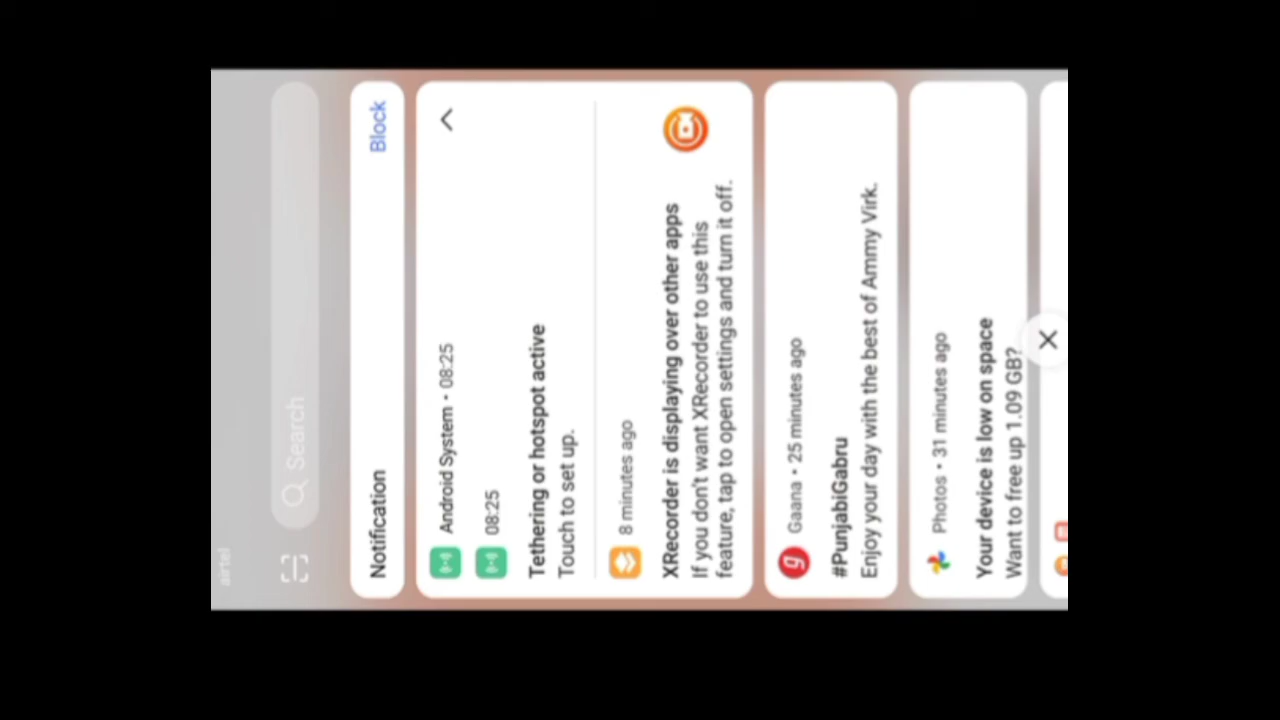 airtel
Search
Notification
Block
Android System • 08:25
08:25
Tethering or hotspot active
Touch to set up.
8 minutes ago
XRecorder is displaying over other apps
If you don't want XRecorder to use this
feature, tap to open settings and turn it off.
Gaana • 25 minutes ago
#PunjabiGabru
Enjoy your day with the best of Ammy Virk.
Photos • 31 minutes ago
Your device is low on space
Want to free up 1.09 GB?